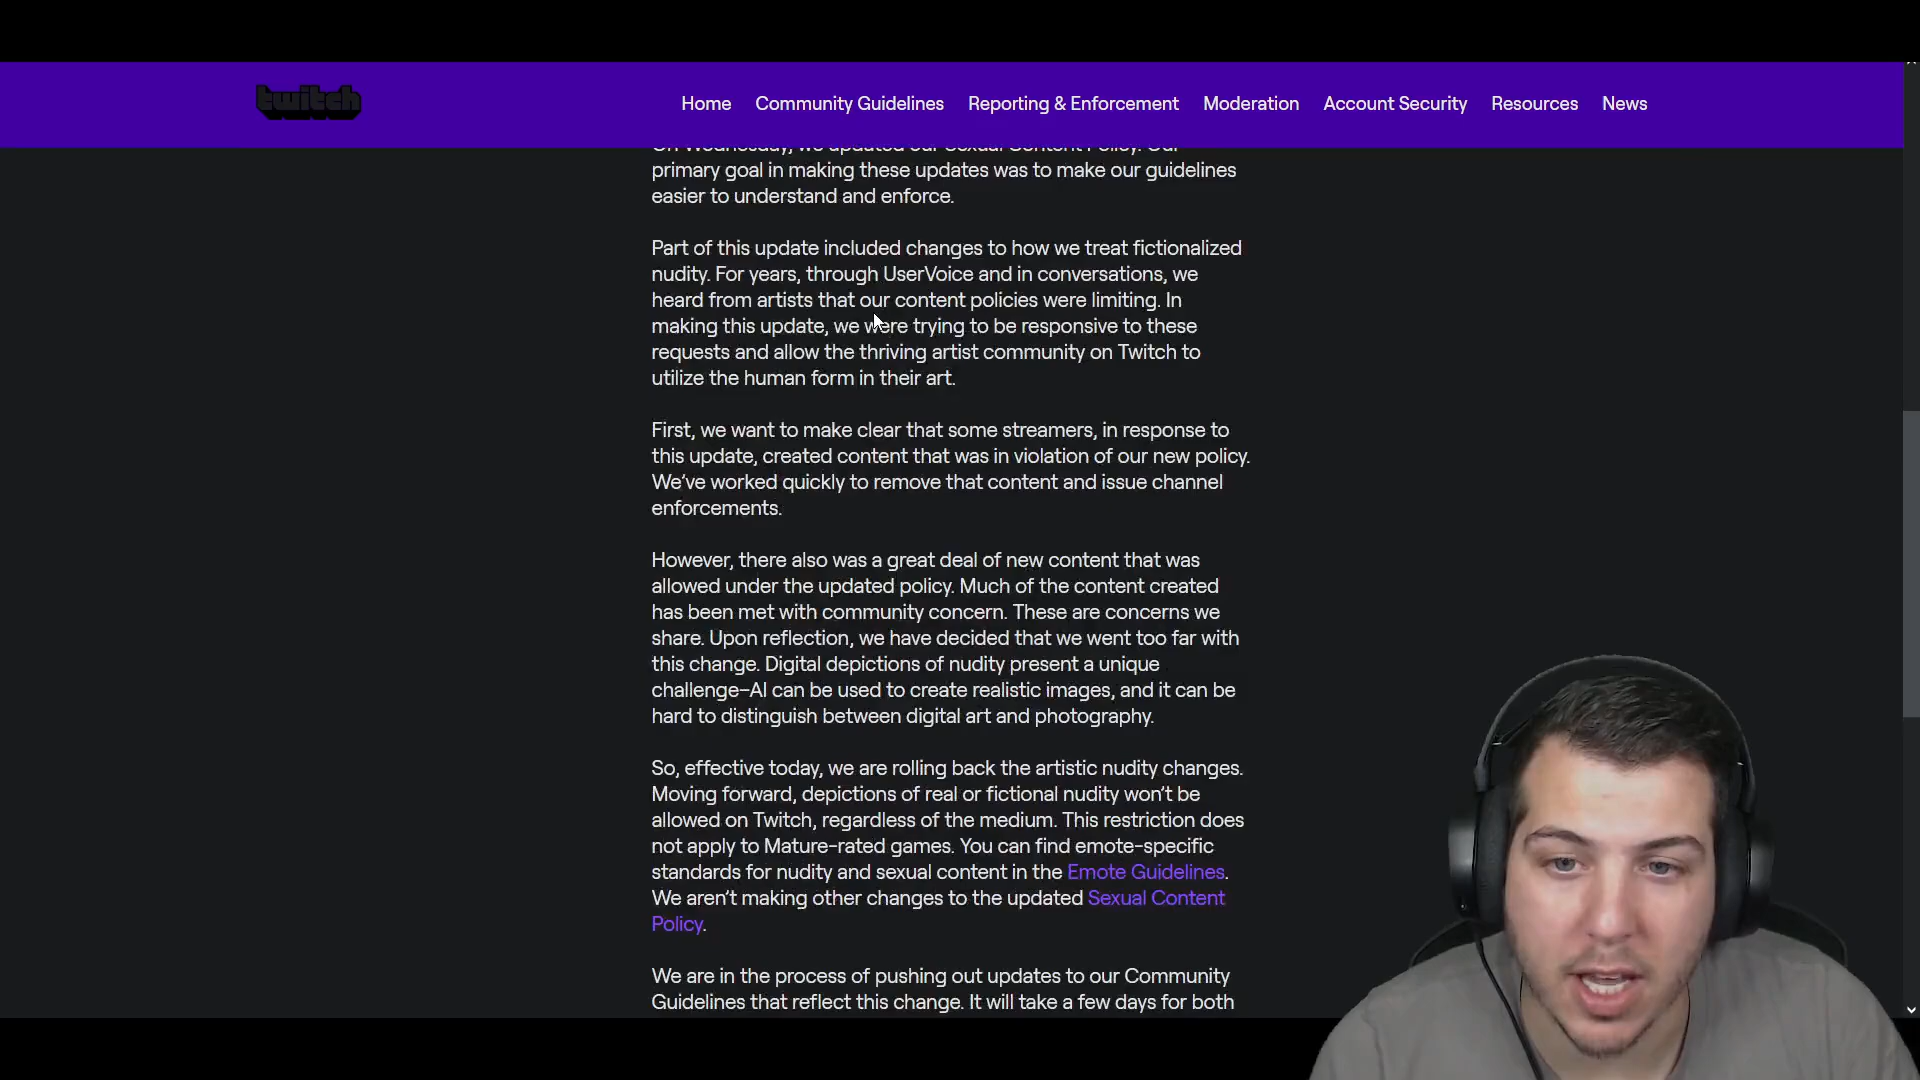 twitch
Home Community Guidelines Reporting & Enforcement Moderation Account Security Resources News
On Wednesday, we updated our Sexual Content Policy. Our
primary goal in making these updates was to make our guidelines
easier to understand and enforce.
Part of this update included changes to how we treat fictionalized
nudity. For years, through UserVoice and in conversations, we
heard from artists that our content policies were limiting. In
making this update, we were trying to be responsive to these
requests and allow the thriving artist community on Twitch to
utilize the human form in their art.
First, we want to make clear that some streamers, in response to
this update, created content that was in violation of our new policy.
We’ve worked quickly to remove that content and issue channel
enforcements.
However, there also was a great deal of new content that was
allowed under the updated policy. Much of the content created
has been met with community concern. These are concerns we
share. Upon reflection, we have decided that we went too far with
this change. Digital depictions of nudity present a unique
challenge–AI can be used to create realistic images, and it can be
hard to distinguish between digital art and photography.
So, effective today, we are rolling back the artistic nudity changes.
Moving forward, depictions of real or fictional nudity won’t be
allowed on Twitch, regardless of the medium. This restriction does
not apply to Mature-rated games. You can find emote-specific
standards for nudity and sexual content in the Emote Guidelines.
We aren’t making other changes to the updated Sexual Content
Policy.
We are in the process of pushing out updates to our Community
Guidelines that reflect this change. It will take a few days for both